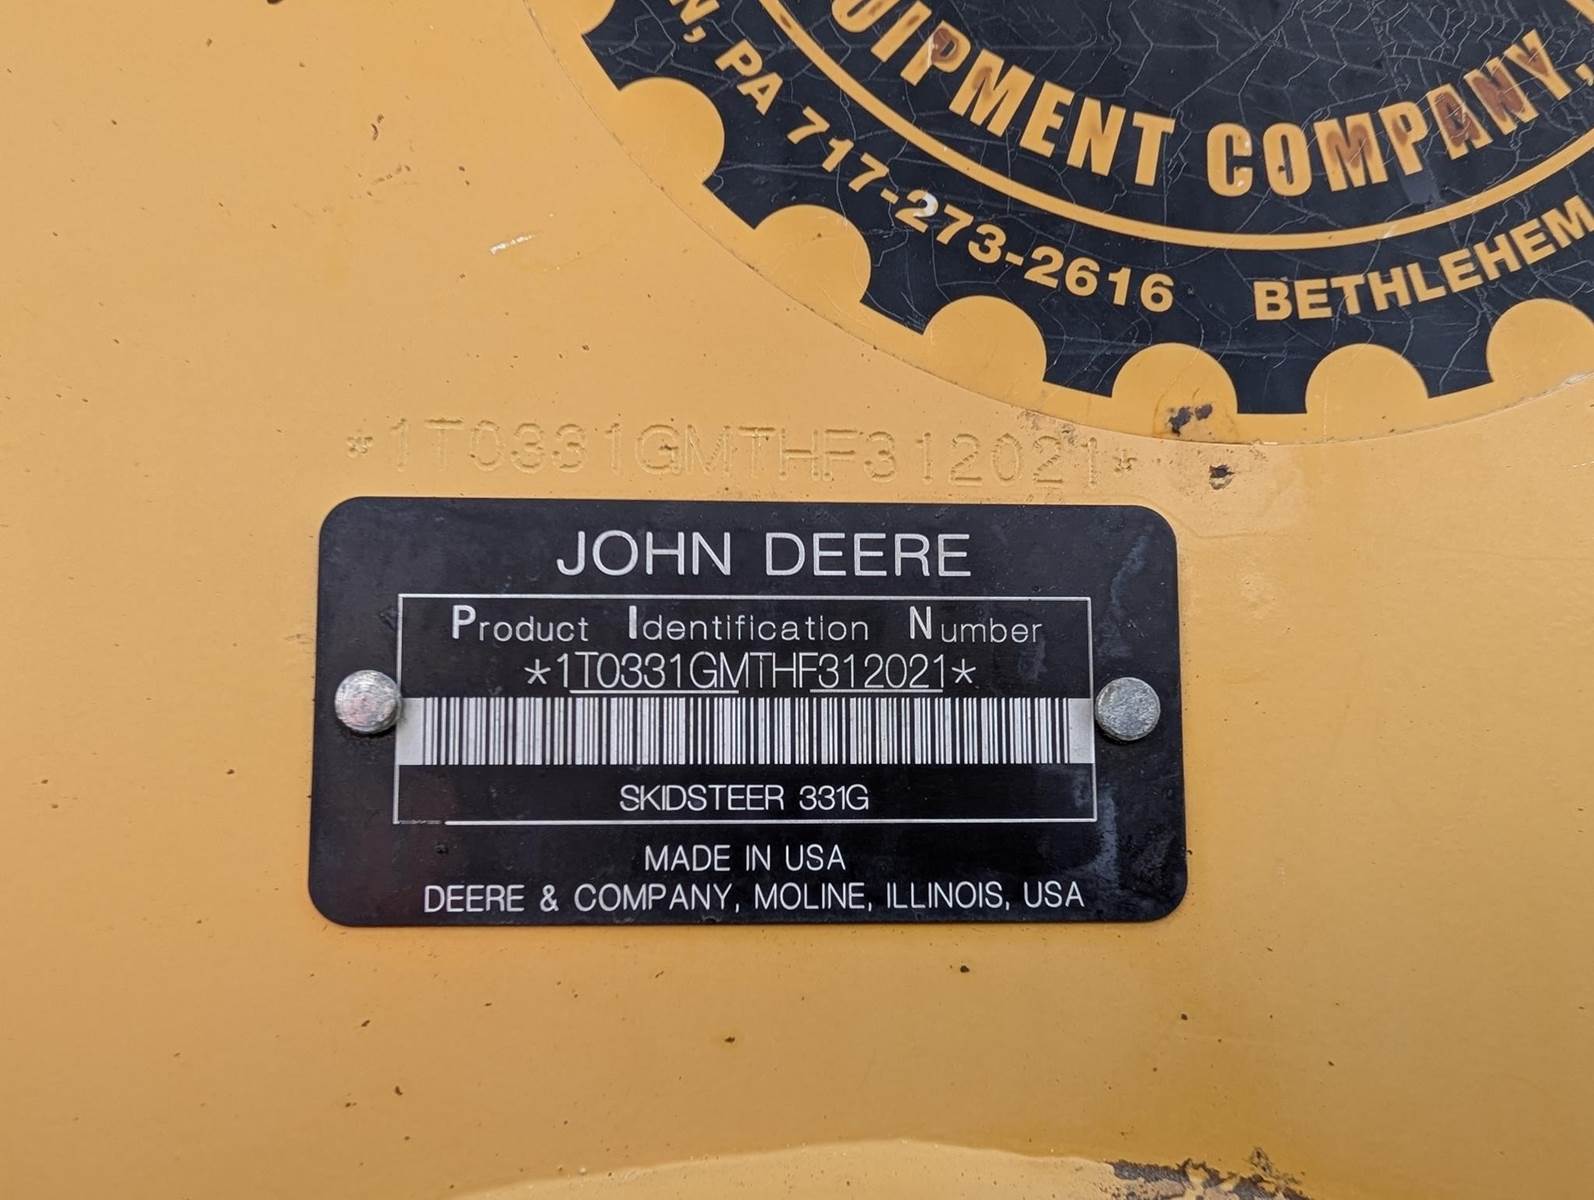 QUIPMENT COMPANY,
N, PA 717-273-2616 BETHLEHEM
*1T0331GMTHF312021*
JOHN DEERE
Product Identification Number
*1T0331GMTHF312021*
SKIDSTEER 331G
MADE IN USA
DEERE & COMPANY, MOLINE, ILLINOIS, USA